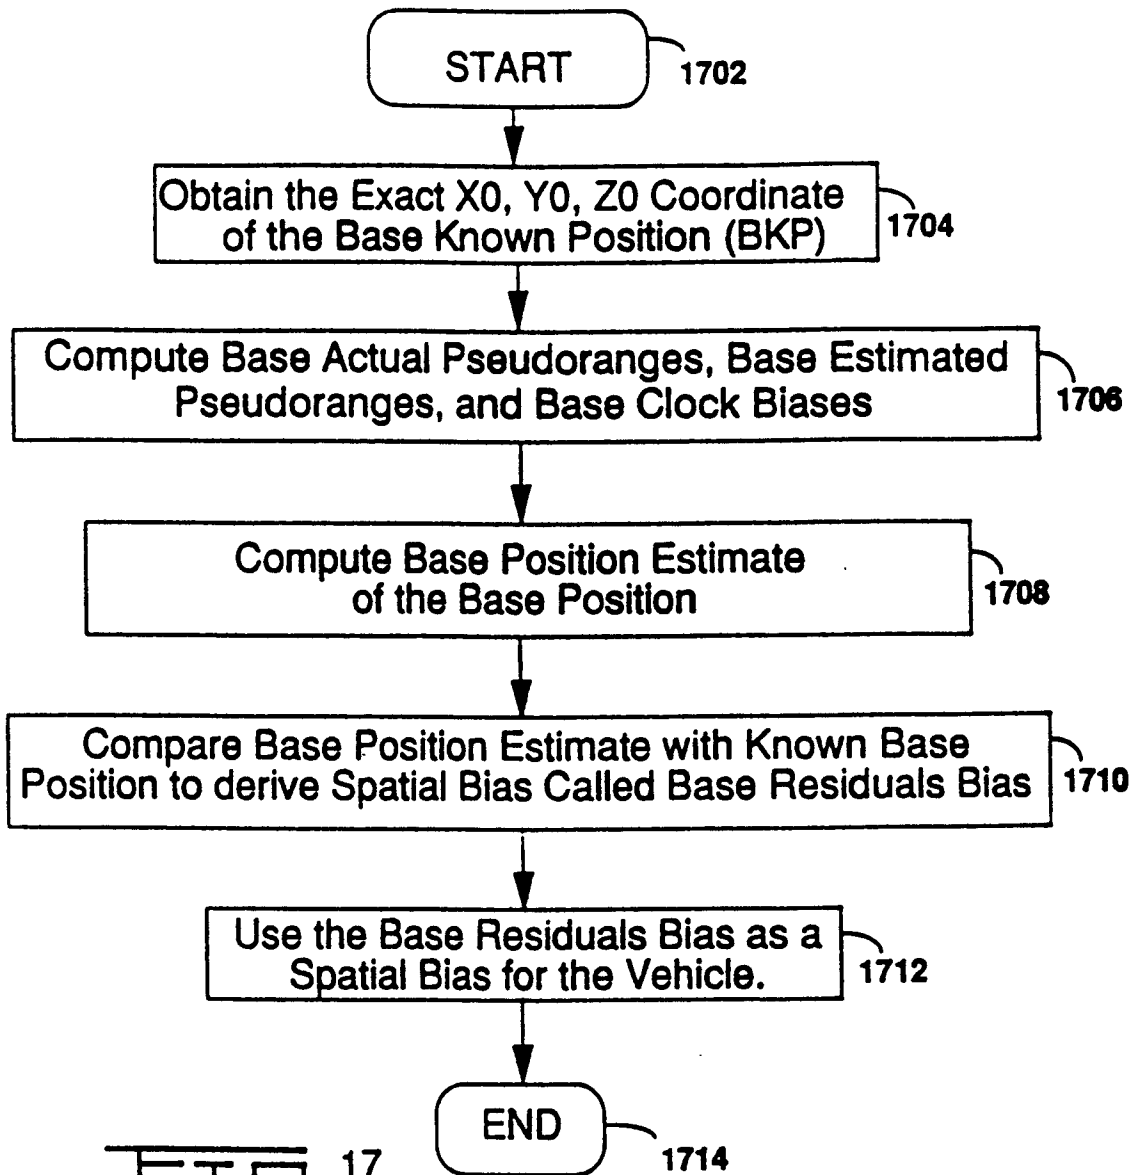 START
1702
Obtain the Exact X0, Y0, Z0 Coordinate
of the Base Known Position (BKP)
1704
Compute Base Actual Pseudoranges, Base Estimated
Pseudoranges, and Base Clock Biases
1706
Compute Base Position Estimate
of the Base Position
1708
Compare Base Position Estimate with Known Base
Position to derive Spatial Bias Called Base Residuals Bias
1710
Use the Base Residuals Bias as a
Spatial Bias for the Vehicle.
1712
END
1714
17